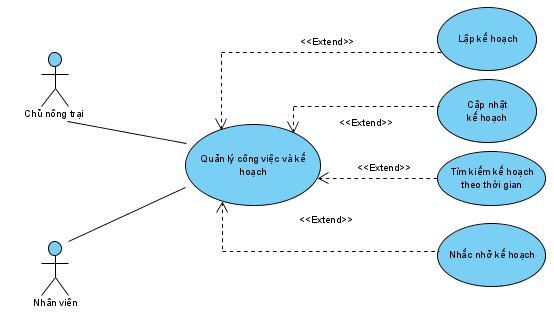 <<Extend>>
Lập kế hoạch
Chủ nông trại
<<Extend>>
Cập nhật
kế hoạch
Quản lý công việc và kế
hoạch
<<Extend>>
Tìm kiếm kế hoạch
theo thời gian
<<Extend>>
Nhắc nhở kế hoạch
Nhân viên